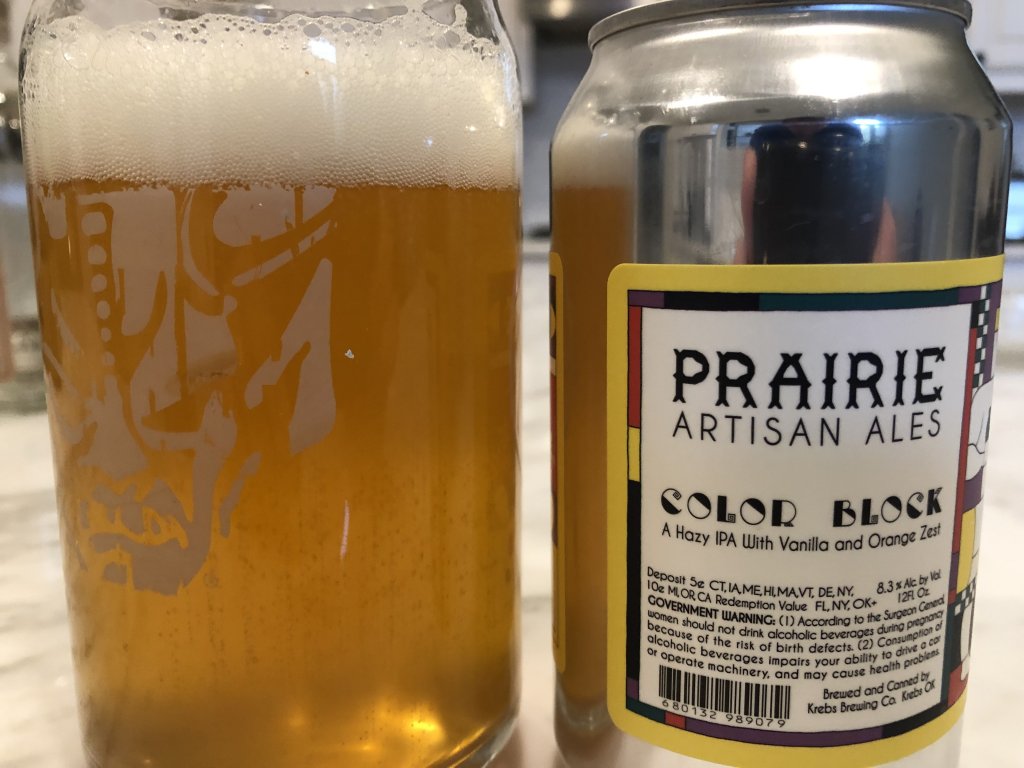 PRAIRIE
ARTISAN ALES
COLOR BLOCK
A Hazy IPA With Vanilla and Orange Zest
Deposit 5¢ CT,IA,ME,HI,MA,VT, DE, NY,
10¢ MI,OR CA Redemption Value FL, NY, OK+
8.3 % Alc. by Vol.
12Fl. Oz.
GOVERNMENT WARNING: (1) According to the Surgeon General,
women should not drink alcoholic beverages during pregnancy
because of the risk of birth defects. (2) Consumption of
alcoholic beverages impairs your ability to drive a car
or operate machinery, and may cause health problems.
680132 989079
Brewed and Canned by
Krebs Brewing Co. Krebs OK